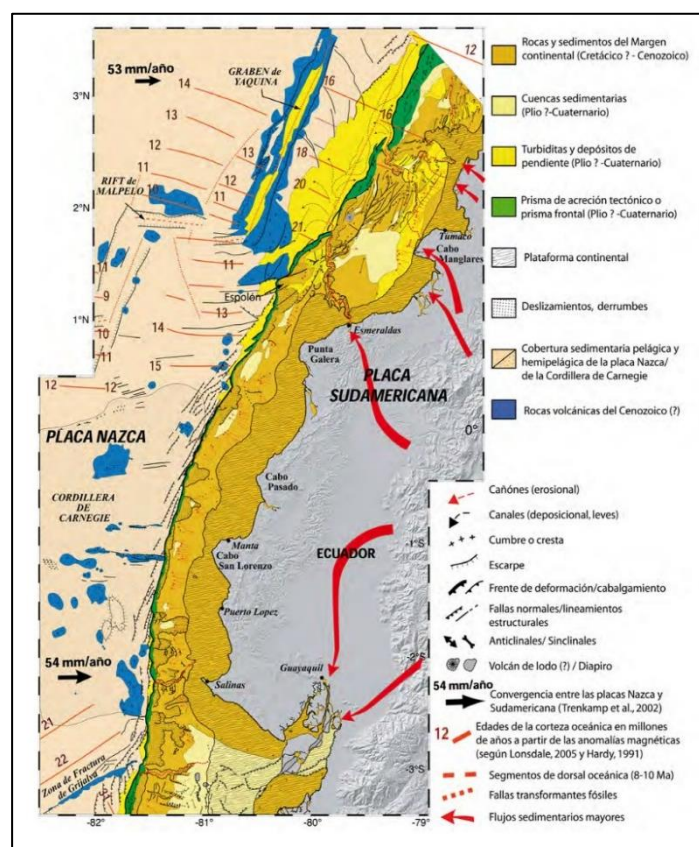 53 mm/año
3°N
2°N
1°N
GRABEN de
YAQUINA
RIFT de
MALPELO
14
13
12
11
10
13
12
11
16
18
20
21
16
12
11
9
10
11
12
12
11
13
14
15
Espolón
Tumaco
Cabo
Manglares
Esmeraldas
Punta
Galera
PLACA
SUDAMERICANA
0°
PLACA NAZCA
CORDILLERA
DE
CARNEGIE
Cabo
Pasado
ECUADOR
-1°S
Manta
Cabo
San Lorenzo
Puerto Lopez
-2°S
54 mm/año
Guayaquil
Salinas
21
22
Zona de Fractura
de Grijalva
-3°S
-82°
-81°
-80°
-79°
Rocas y sedimentos del Margen
continental (Cretácico ? - Cenozoico)
Cuencas sedimentarias
(Plio ? -Cuaternario)
Turbiditas y depósitos de
pendiente (Plio ? -Cuaternario)
Prisma de acreción tectónico o
prisma frontal (Plio ? -Cuaternario)
Plataforma continental
Deslizamientos, derrumbes
Cobertura sedimentaria pelágica y
hemipelágica de la placa Nazca/
de la Cordillera de Carnegie
Rocas volcánicas del Cenozoico (?)
Cañónes (erosional)
Canales (deposicional, leves)
Cumbre o cresta
Escarpe
Frente de deformación/cabalgamiento
Fallas normales/lineamientos
estructurales
Anticlinales/ Sinclinales
Volcán de lodo (?) / Diapiro
54 mm/año
Convergencia entre las placas Nazca y
Sudamericana (Trenkamp et al., 2002)
12
Edades de la corteza oceánica en millones
de años a partir de las anomalías magnéticas
(según Lonsdale, 2005 y Hardy, 1991)
Segmentos de dorsal oceánica (8-10 Ma)
Fallas transformantes fósiles
Flujos sedimentarios mayores